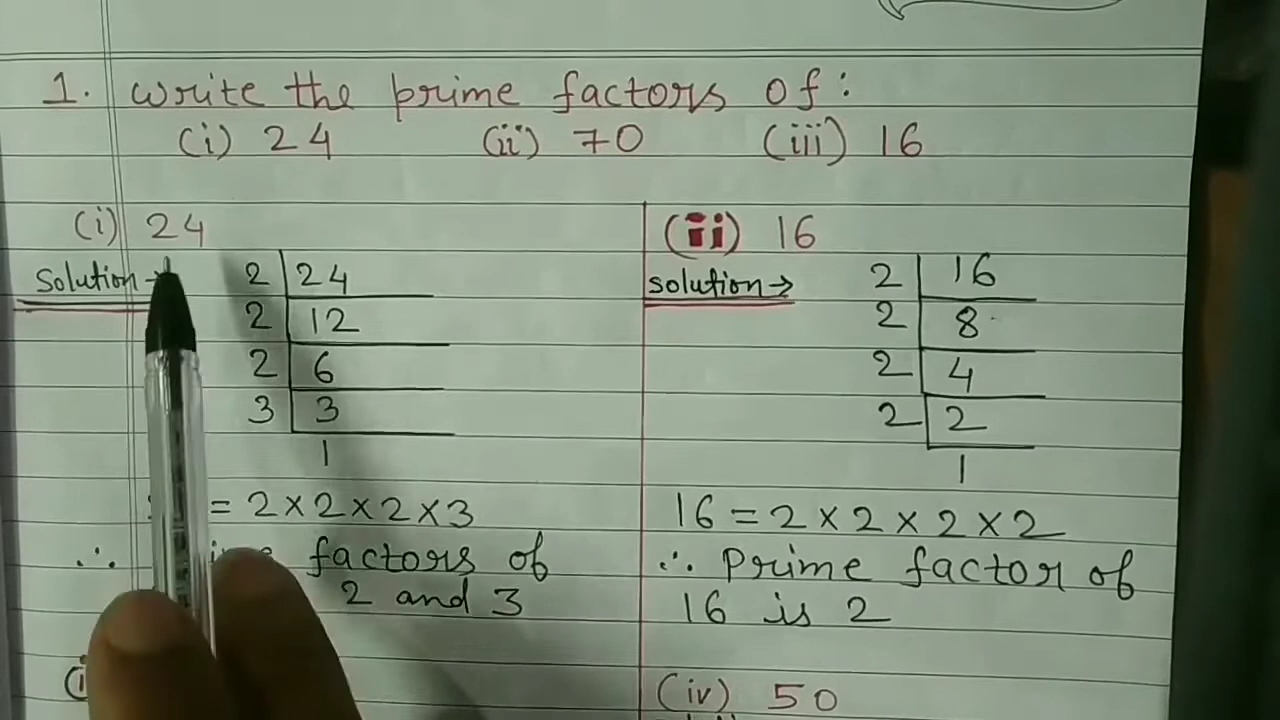 1. Write the prime factors of:
(i) 24 (ii) 70 (iii) 16
(i) 24
Solution →
2 | 24
2 | 12
2 | 6
3 | 3
1
= 2 × 2 × 2 × 3
∴ factors of
2 and 3
(ii) 16
Solution →
2 | 16
2 | 8
2 | 4
2 | 2
1
16 = 2 × 2 × 2 × 2
∴ Prime factor of
16 is 2
(iv) 50